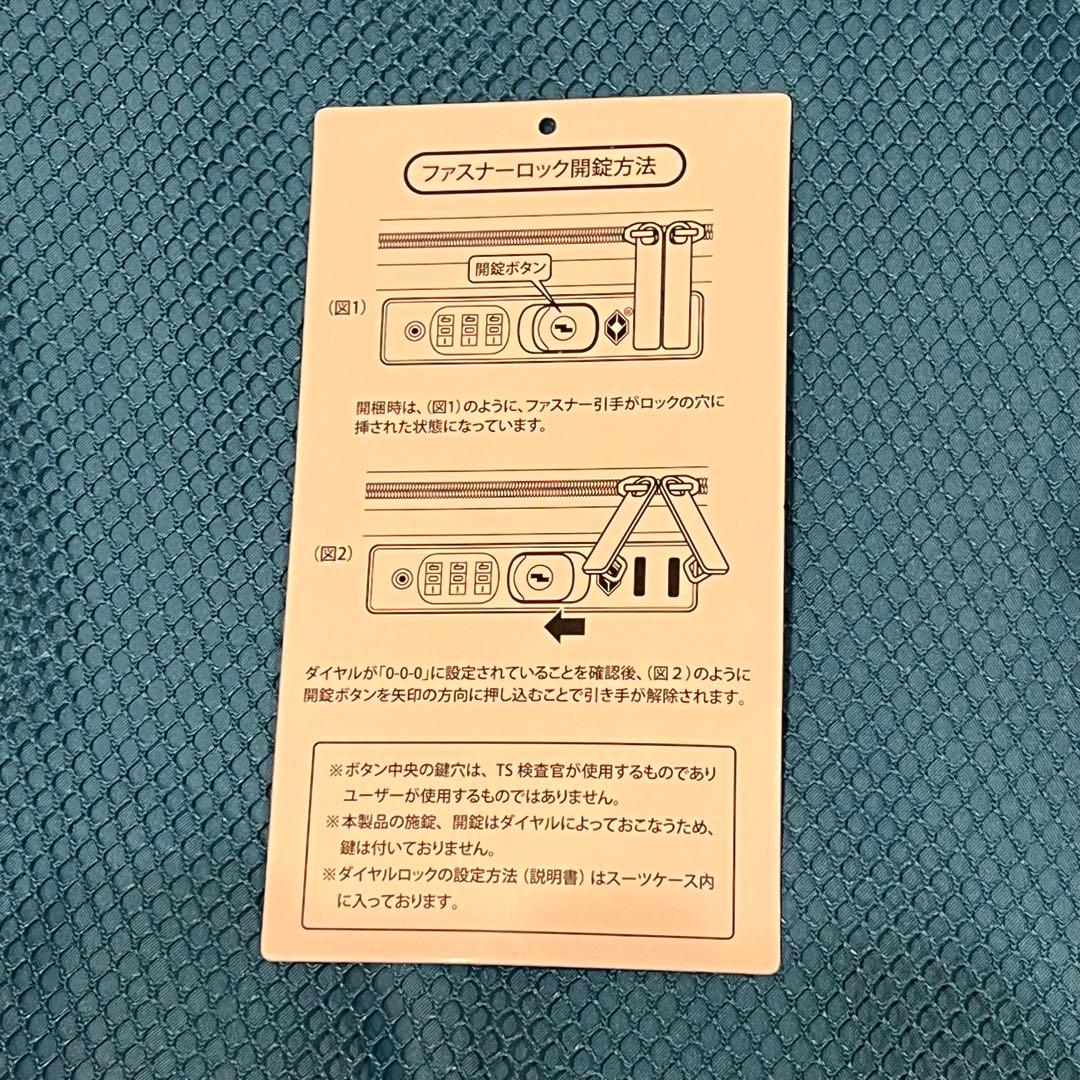 ファスナーロック開錠方法
開錠ボタン
（図1）
開梱時は、（図1）のように、ファスナー引手がロックの穴に
挿された状態になっています。
（図2）
ダイヤルが「0-0-0」に設定されていることを確認後、（図２）のように
開錠ボタンを矢印の方向に押し込むことで引き手が解除されます。
※ボタン中央の鍵穴は、TS 検査官が使用するものであり
ユーザーが使用するものではありません。
※本製品の施錠、開錠はダイヤルによっておこなうため、
鍵は付いておりません。
※ダイヤルロックの設定方法（説明書）はスーツケース内
に入っております。